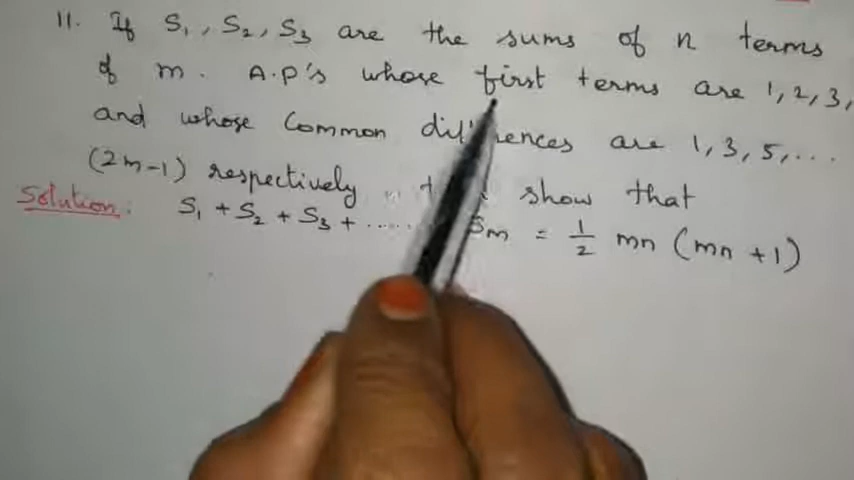 11. If S₁, S₂, S₃ are the sums of n terms
of m. A.P's whose first terms are 1, 2, 3,
and whose common differences are 1, 3, 5, ...
(2m-1) respectively show that
Solution: S₁ + S₂ + S₃ + ..... Sm = 1/2 mn (mn + 1)